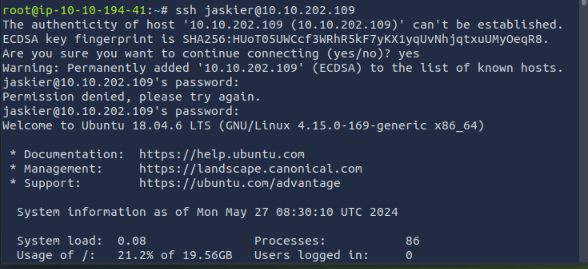 root@ip-10-10-194-41:~# ssh jaskier@10.10.202.109
The authenticity of host '10.10.202.109 (10.10.202.109)' can't be established.
ECDSA key fingerprint is SHA256:HUoT05UWCcf3WRhR5kF7yKX1yqUvNhjqtxuUMyOeqR8.
Are you sure you want to continue connecting (yes/no)? yes
Warning: Permanently added '10.10.202.109' (ECDSA) to the list of known hosts.
jaskier@10.10.202.109's password:
Permission denied, please try again.
jaskier@10.10.202.109's password:
Welcome to Ubuntu 18.04.6 LTS (GNU/Linux 4.15.0-169-generic x86_64)
* Documentation: https://help.ubuntu.com
* Management: https://landscape.canonical.com
* Support: https://ubuntu.com/advantage
System information as of Mon May 27 08:30:10 UTC 2024
System load: 0.08 Processes: 86
Usage of /: 21.2% of 19.56GB Users logged in: 0